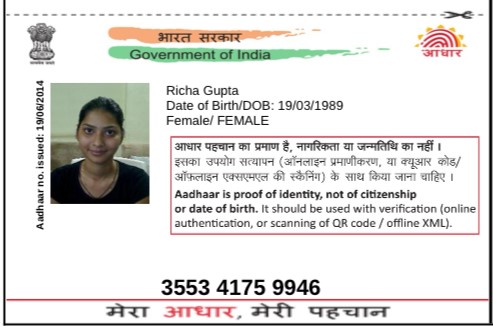 भारत सरकार
Government of India
आधार
Aadhaar no. issued: 19/06/2014
Richa Gupta
Date of Birth/DOB: 19/03/1989
Female/ FEMALE
आधार पहचान का प्रमाण है, नागरिकता या जन्मतिथि का नहीं ।
इसका उपयोग सत्यापन (ऑनलाइन प्रमाणीकरण, या क्यूआर कोड/
ऑफलाइन एक्सएमएल की स्कैनिंग) के साथ किया जाना चाहिए ।
Aadhaar is proof of identity, not of citizenship
or date of birth. It should be used with verification (online
authentication, or scanning of QR code / offline XML).
3553 4175 9946
मेरा आधार, मेरी पहचान